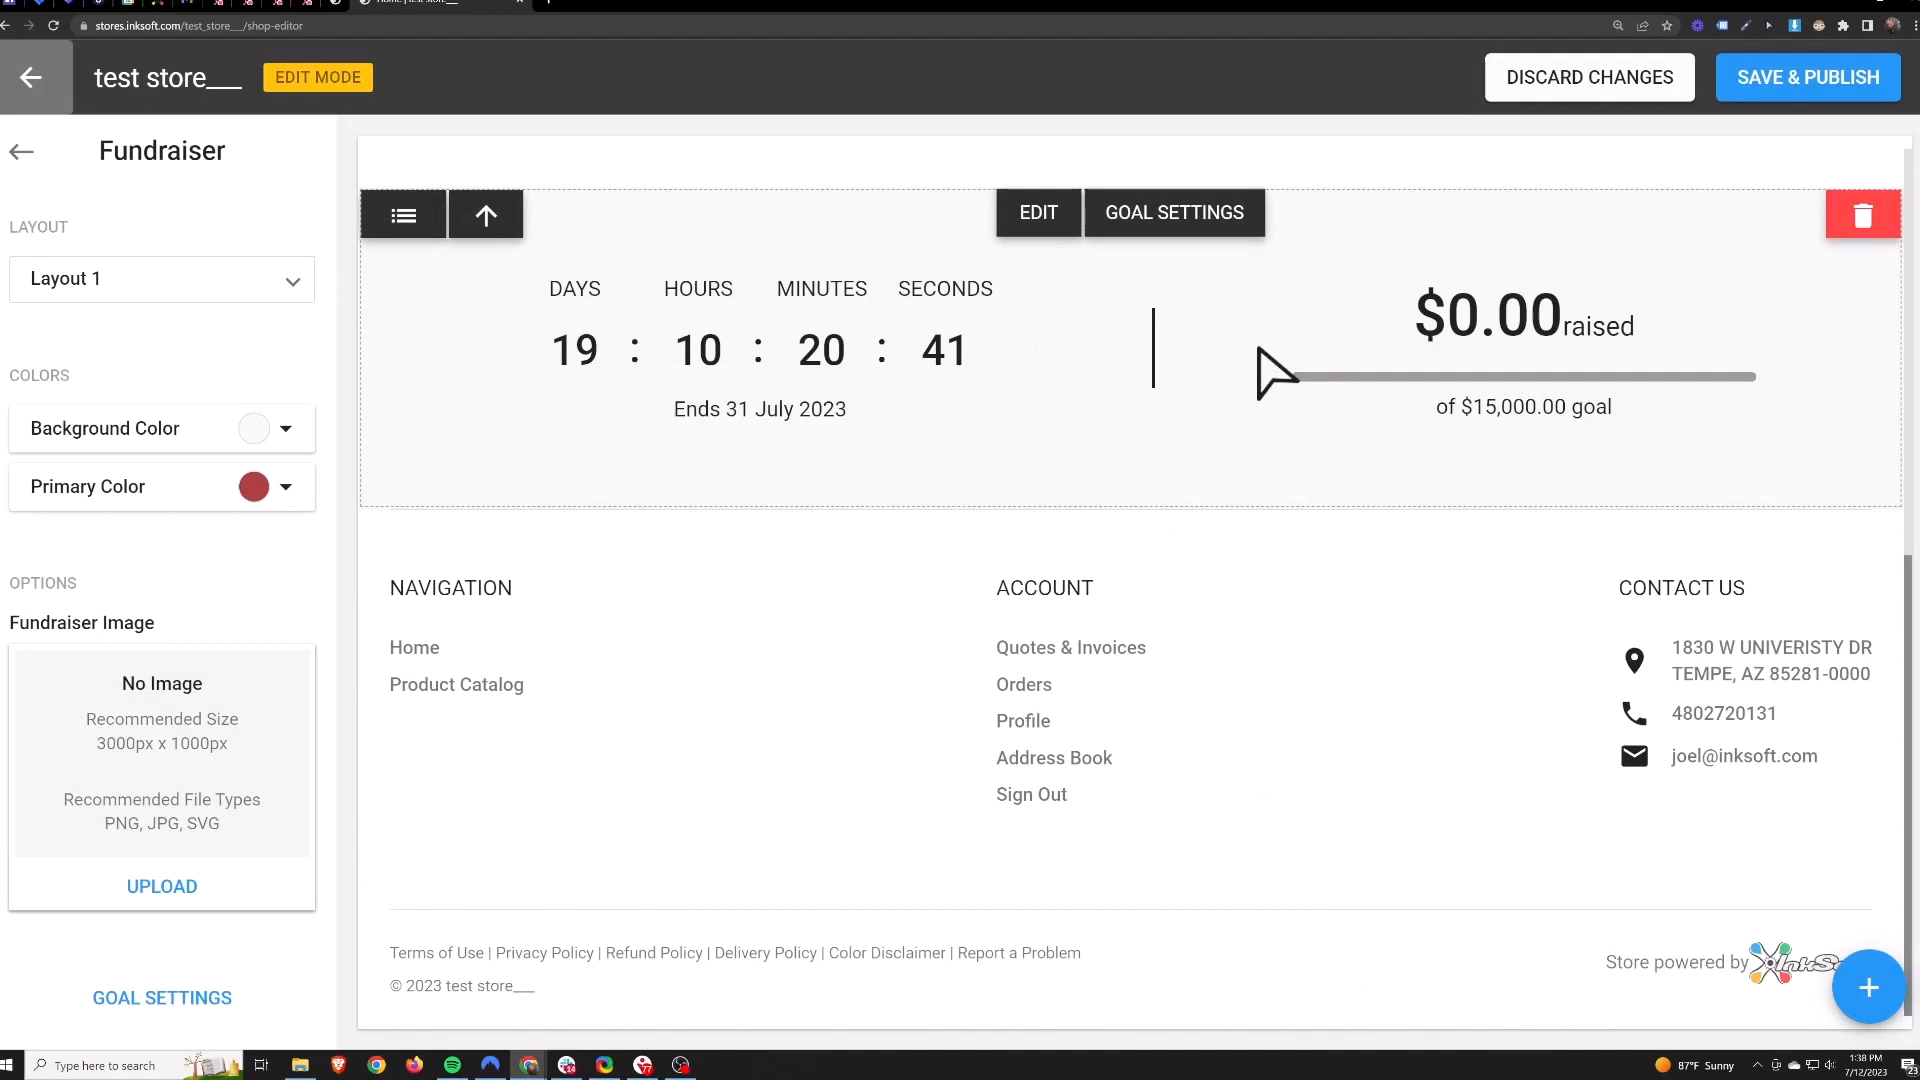 stores.inksoft.com/test_store___/shop-editor
test store___
EDIT MODE
DISCARD CHANGES
SAVE & PUBLISH
Fundraiser
LAYOUT
Layout 1
COLORS
Background Color
Primary Color
OPTIONS
Fundraiser Image
No Image
Recommended Size
3000px x 1000px
Recommended File Types
PNG, JPG, SVG
UPLOAD
GOAL SETTINGS
EDIT
GOAL SETTINGS
DAYS HOURS MINUTES SECONDS
19 : 10 : 20 : 41
Ends 31 July 2023
$0.00 raised
of $15,000.00 goal
NAVIGATION
Home
Product Catalog
ACCOUNT
Quotes & Invoices
Orders
Profile
Address Book
Sign Out
CONTACT US
1830 W UNIVERISTY DR
TEMPE, AZ 85281-0000
4802720131
joel@inksoft.com
Terms of Use | Privacy Policy | Refund Policy | Delivery Policy | Color Disclaimer | Report a Problem
© 2023 test store___
Store powered by
Type here to search
87°F Sunny
1:38 PM
7/12/2023